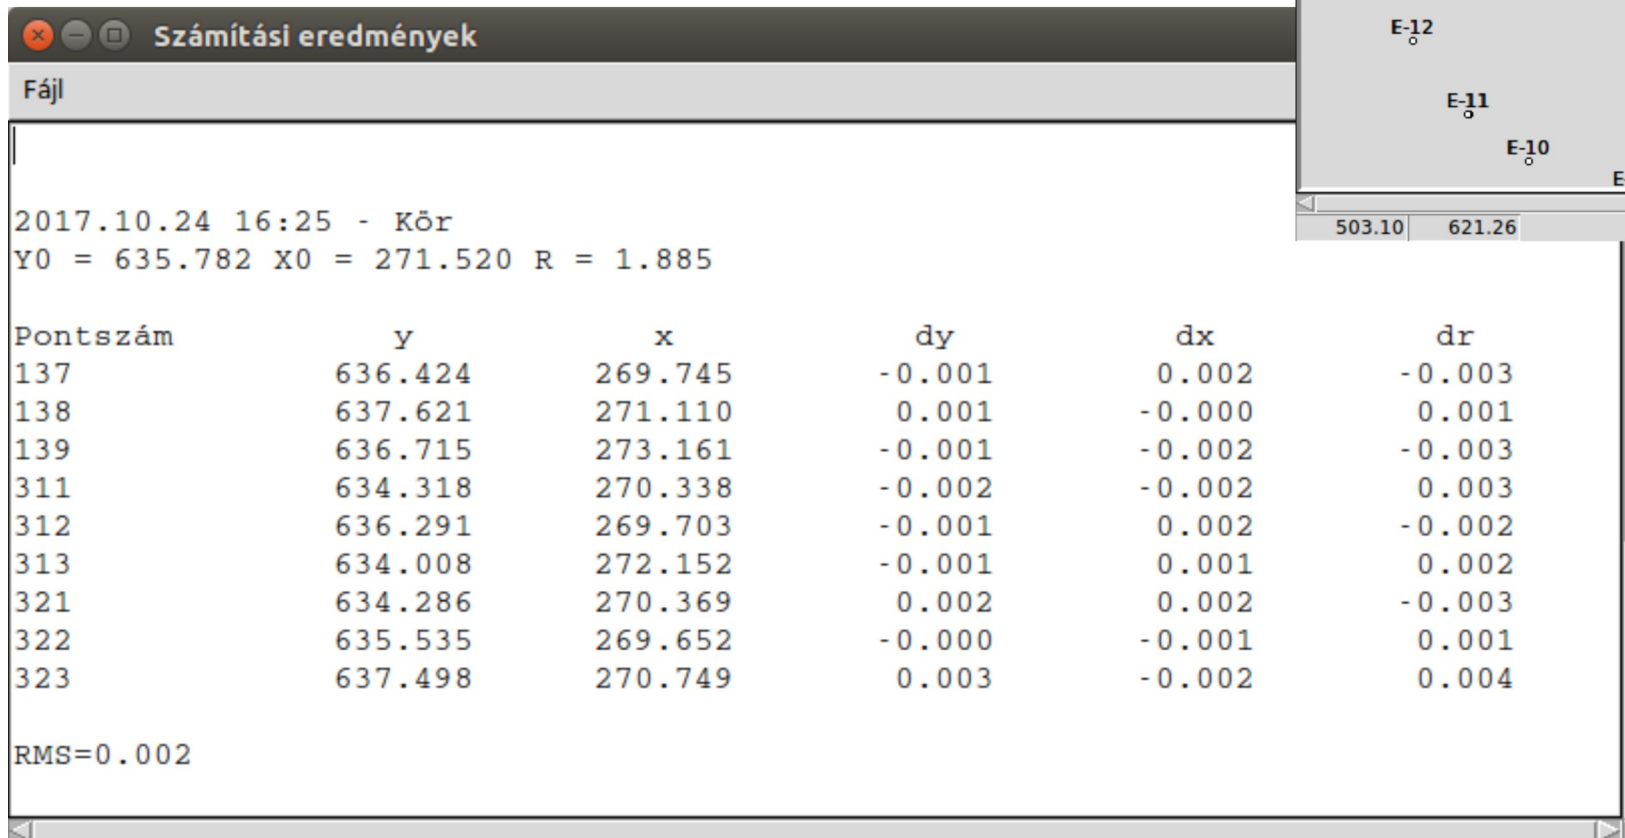 Számítási eredmények
Fájl
2017.10.24 16:25 - Kör
Y0 = 635.782 X0 = 271.520 R = 1.885
Pontszám y x dy dx dr
137 636.424 269.745 -0.001 0.002 -0.003
138 637.621 271.110 0.001 -0.000 0.001
139 636.715 273.161 -0.001 -0.002 -0.003
311 634.318 270.338 -0.002 -0.002 0.003
312 636.291 269.703 -0.001 0.002 -0.002
313 634.008 272.152 -0.001 0.001 0.002
321 634.286 270.369 0.002 0.002 -0.003
322 635.535 269.652 -0.000 -0.001 0.001
323 637.498 270.749 0.003 -0.002 0.004
RMS=0.002
E-12
E-11
E-10
503.10 621.26